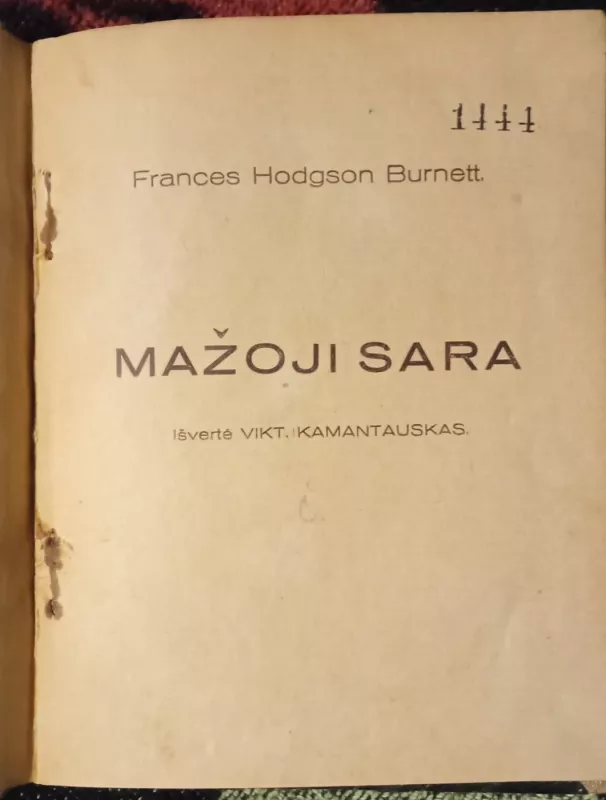 1444
Frances Hodgson Burnett.
MAŽOJI SARA
Išvertė VIKT. KAMANTAUSKAS.